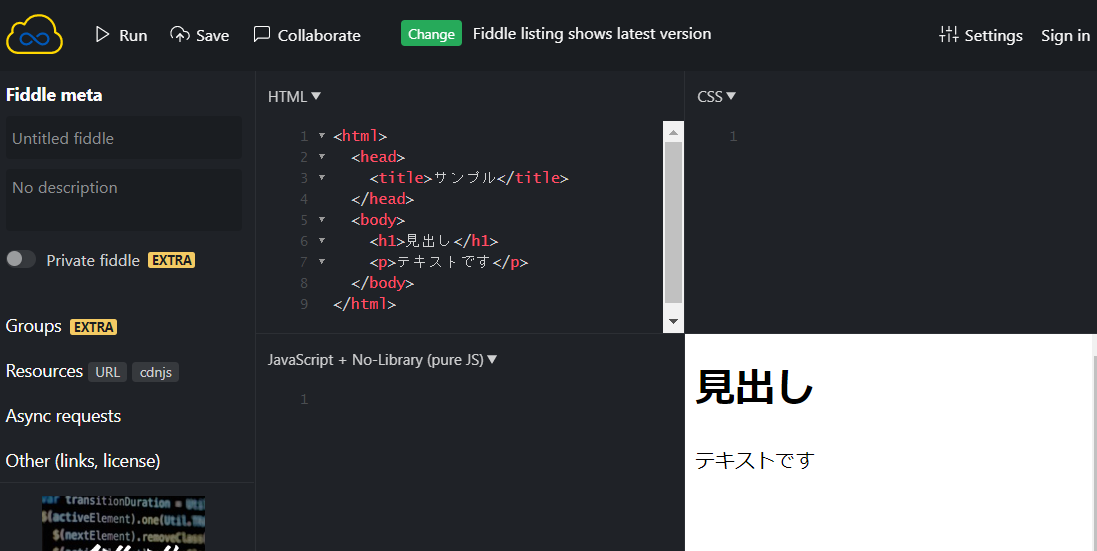 Run
Save
Collaborate
Change
Fiddle listing shows latest version
Settings
Sign in
Fiddle meta
Untitled fiddle
No description
Private fiddle EXTRA
Groups EXTRA
Resources URL cdnjs
Async requests
Other (links, license)
var transitionDuration = Util
$(activeElement).one(Util.TR
$(nextElement).removeClass
HTML
1 <html>
2 <head>
3 <title>サンプル</title>
4 </head>
5 <body>
6 <h1>見出し</h1>
7 <p>テキストです</p>
8 </body>
9 </html>
CSS
1
JavaScript + No-Library (pure JS)
1
見出し
テキストです